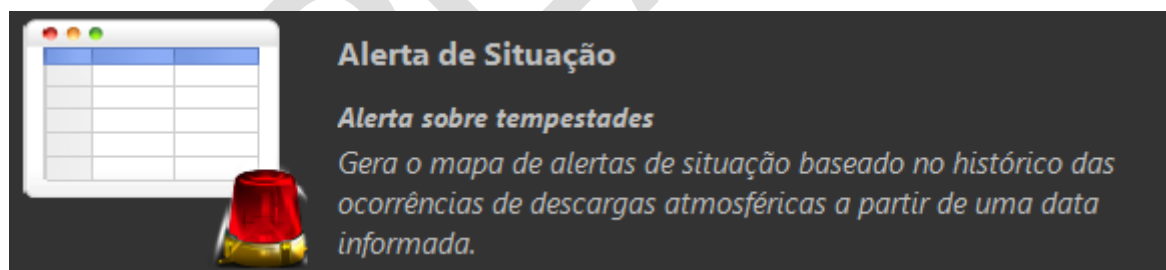 Alerta de Situação
Alerta sobre tempestades
Gera o mapa de alertas de situação baseado no histórico das
ocorrências de descargas atmosféricas a partir de uma data
informada.